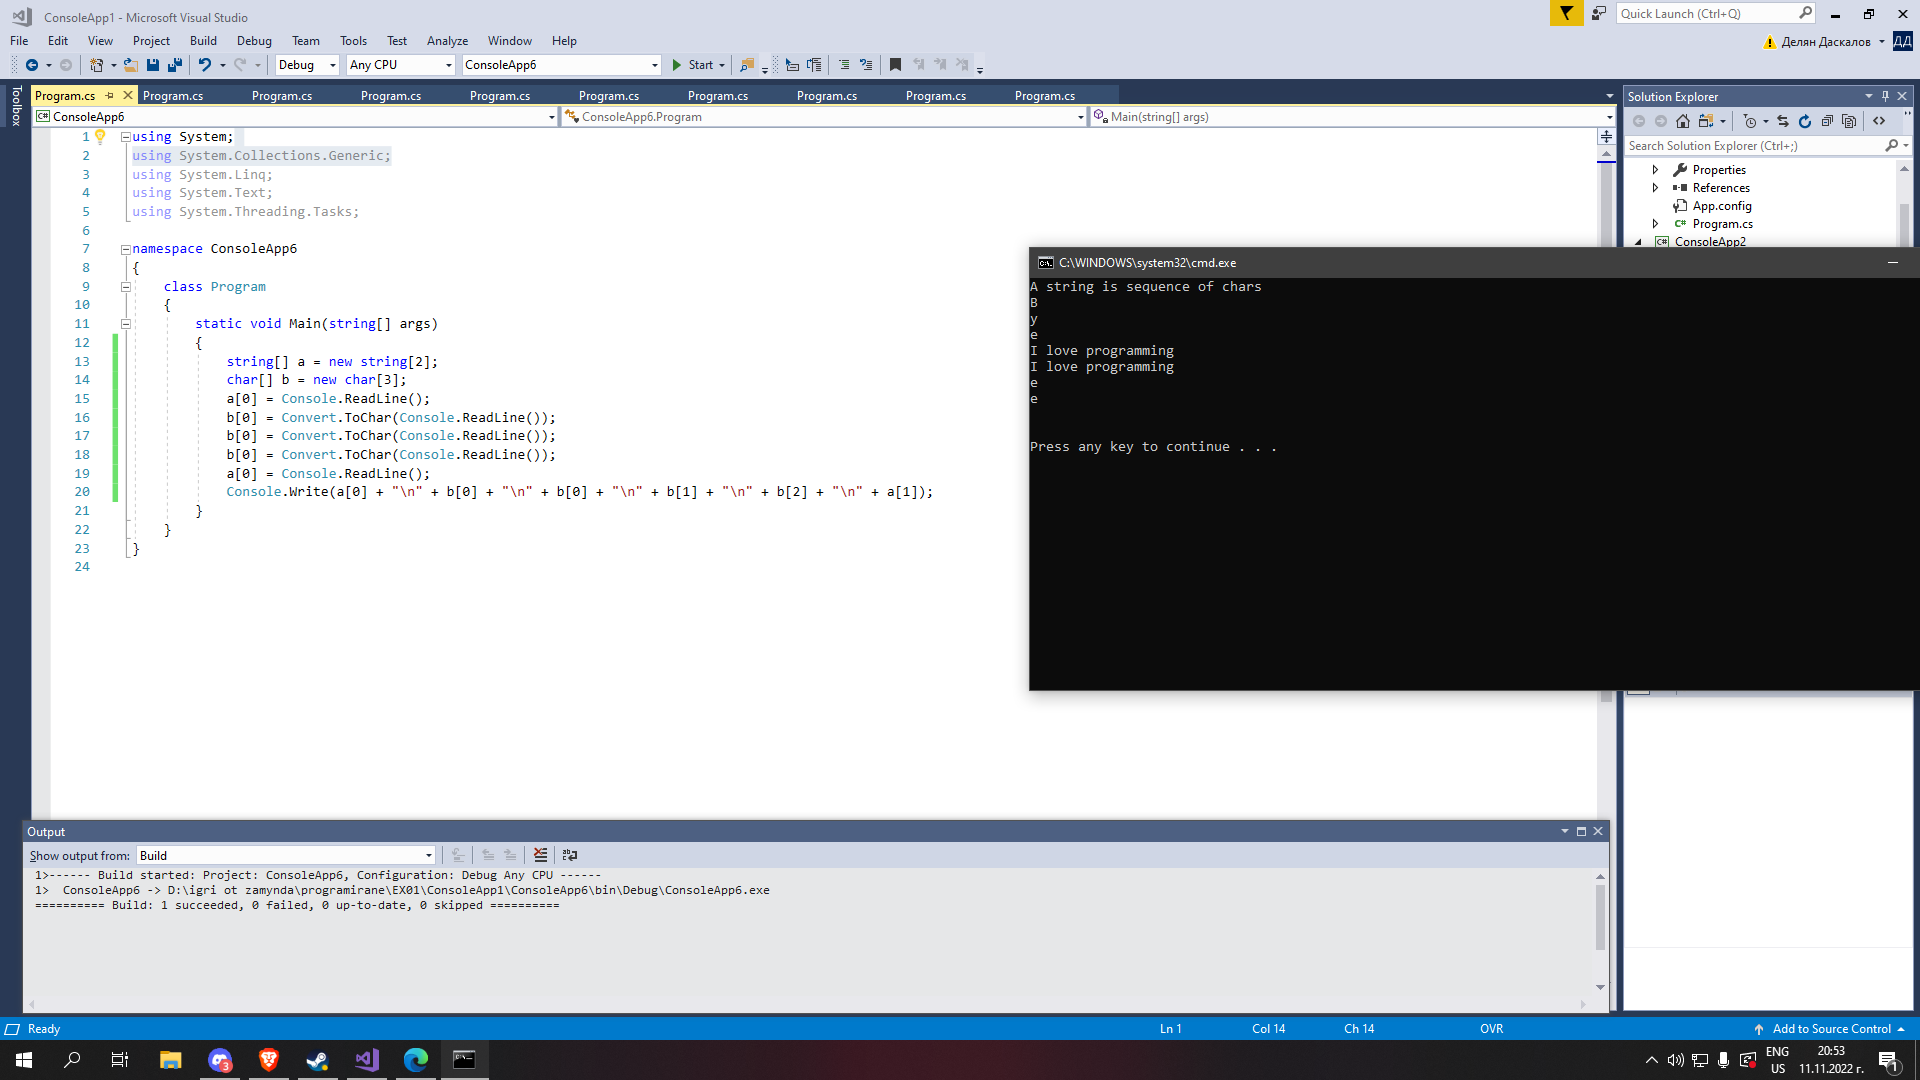 ConsoleApp1 - Microsoft Visual Studio
Quick Launch (Ctrl+Q)
File Edit View Project Build Debug Team Tools Test Analyze Window Help
Делян Даскалов ДД
Debug Any CPU ConsoleApp6 Start
Toolbox
Program.cs Program.cs Program.cs Program.cs Program.cs Program.cs Program.cs Program.cs Program.cs Program.cs
ConsoleApp6 ConsoleApp6.Program Main(string[] args)
1 using System;
2 using System.Collections.Generic;
3 using System.Linq;
4 using System.Text;
5 using System.Threading.Tasks;
6
7 namespace ConsoleApp6
8 {
9 class Program
10 {
11 static void Main(string[] args)
12 {
13 string[] a = new string[2];
14 char[] b = new char[3];
15 a[0] = Console.ReadLine();
16 b[0] = Convert.ToChar(Console.ReadLine());
17 b[0] = Convert.ToChar(Console.ReadLine());
18 b[0] = Convert.ToChar(Console.ReadLine());
19 a[0] = Console.ReadLine();
20 Console.Write(a[0] + "\n" + b[0] + "\n" + b[0] + "\n" + b[1] + "\n" + b[2] + "\n" + a[1]);
21 }
22 }
23 }
24
Solution Explorer
Search Solution Explorer (Ctrl+;)
Properties
References
App.config
Program.cs
ConsoleApp2
C:\WINDOWS\system32\cmd.exe
A string is sequence of chars
B
y
e
I love programming
I love programming
e
e
Press any key to continue . . .
Output
Show output from: Build
1>------ Build started: Project: ConsoleApp6, Configuration: Debug Any CPU ------
1>  ConsoleApp6 -> D:\igri ot zamynda\programirane\EX01\ConsoleApp1\ConsoleApp6\bin\Debug\ConsoleApp6.exe
========== Build: 1 succeeded, 0 failed, 0 up-to-date, 0 skipped ==========
Ready Ln 1 Col 14 Ch 14 OVR Add to Source Control
3
ENG
US
20:53
11.11.2022 г.
1